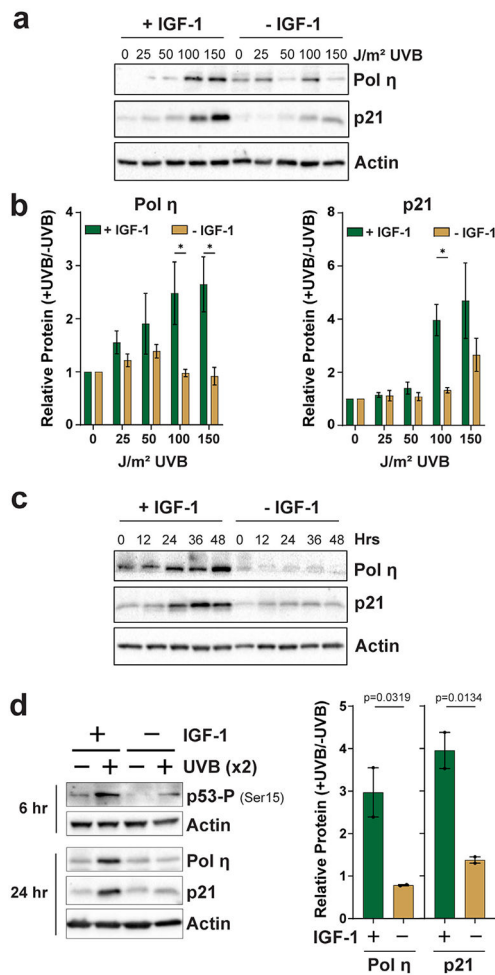 a
+ IGF-1 - IGF-1
0 25 50 100 150 0 25 50 100 150 J/m² UVB
Pol η
p21
Actin
b
Pol η
Relative Protein (+UVB/-UVB)
+ IGF-1 - IGF-1
* *
4
3
2
1
0
0 25 50 100 150
J/m² UVB
p21
Relative Protein (+UVB/-UVB)
+ IGF-1 - IGF-1
*
8
6
4
2
0
0 25 50 100 150
J/m² UVB
c
+ IGF-1 - IGF-1
0 12 24 36 48 0 12 24 36 48 Hrs
Pol η
p21
Actin
d
+ − IGF-1
− + − + UVB (x2)
6 hr
p53-P (Ser15)
Actin
24 hr
Pol η
p21
Actin
Relative Protein (+UVB/-UVB)
p=0.0319 p=0.0134
5
4
3
2
1
0
IGF-1 + − + −
Pol η p21